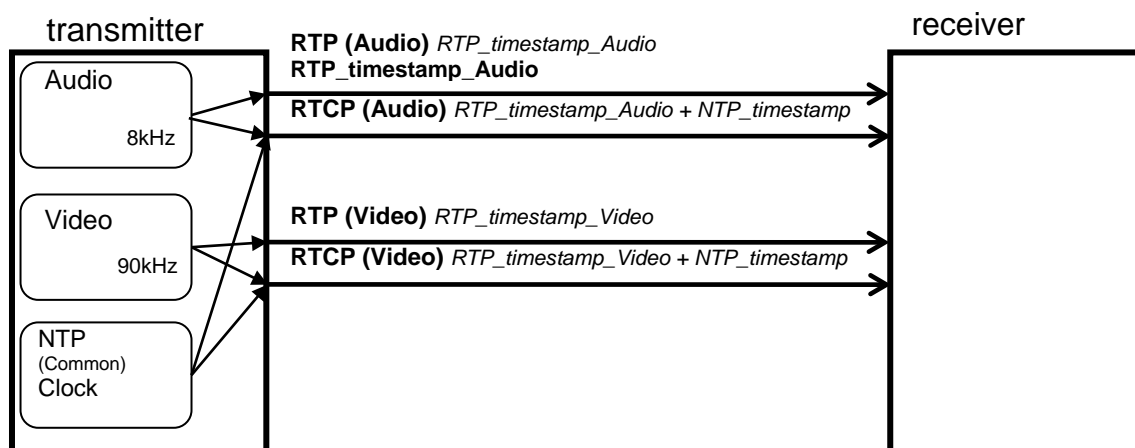 transmitter
receiver
Audio
8kHz
RTP (Audio) RTP_timestamp_Audio
RTP_timestamp_Audio
RTCP (Audio) RTP_timestamp_Audio + NTP_timestamp
Video
90kHz
RTP (Video) RTP_timestamp_Video
RTCP (Video) RTP_timestamp_Video + NTP_timestamp
NTP
(Common)
Clock